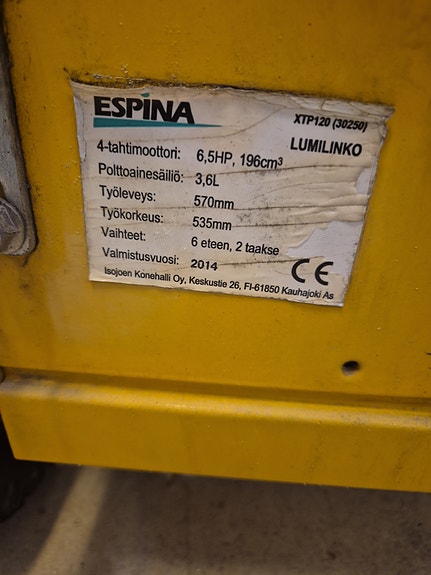 ESPINA
XTP120 (30250)
LUMILINKO
4-tahtimoottori: 6,5HP, 196cm³
Polttoainesäiliö: 3,6L
Työleveys: 570mm
Työkorkeus: 535mm
Vaihteet: 6 eteen, 2 taakse
Valmistusvuosi: 2014
CE
Isojoen Konehalli Oy, Keskustie 26, FI-61850 Kauhajoki As